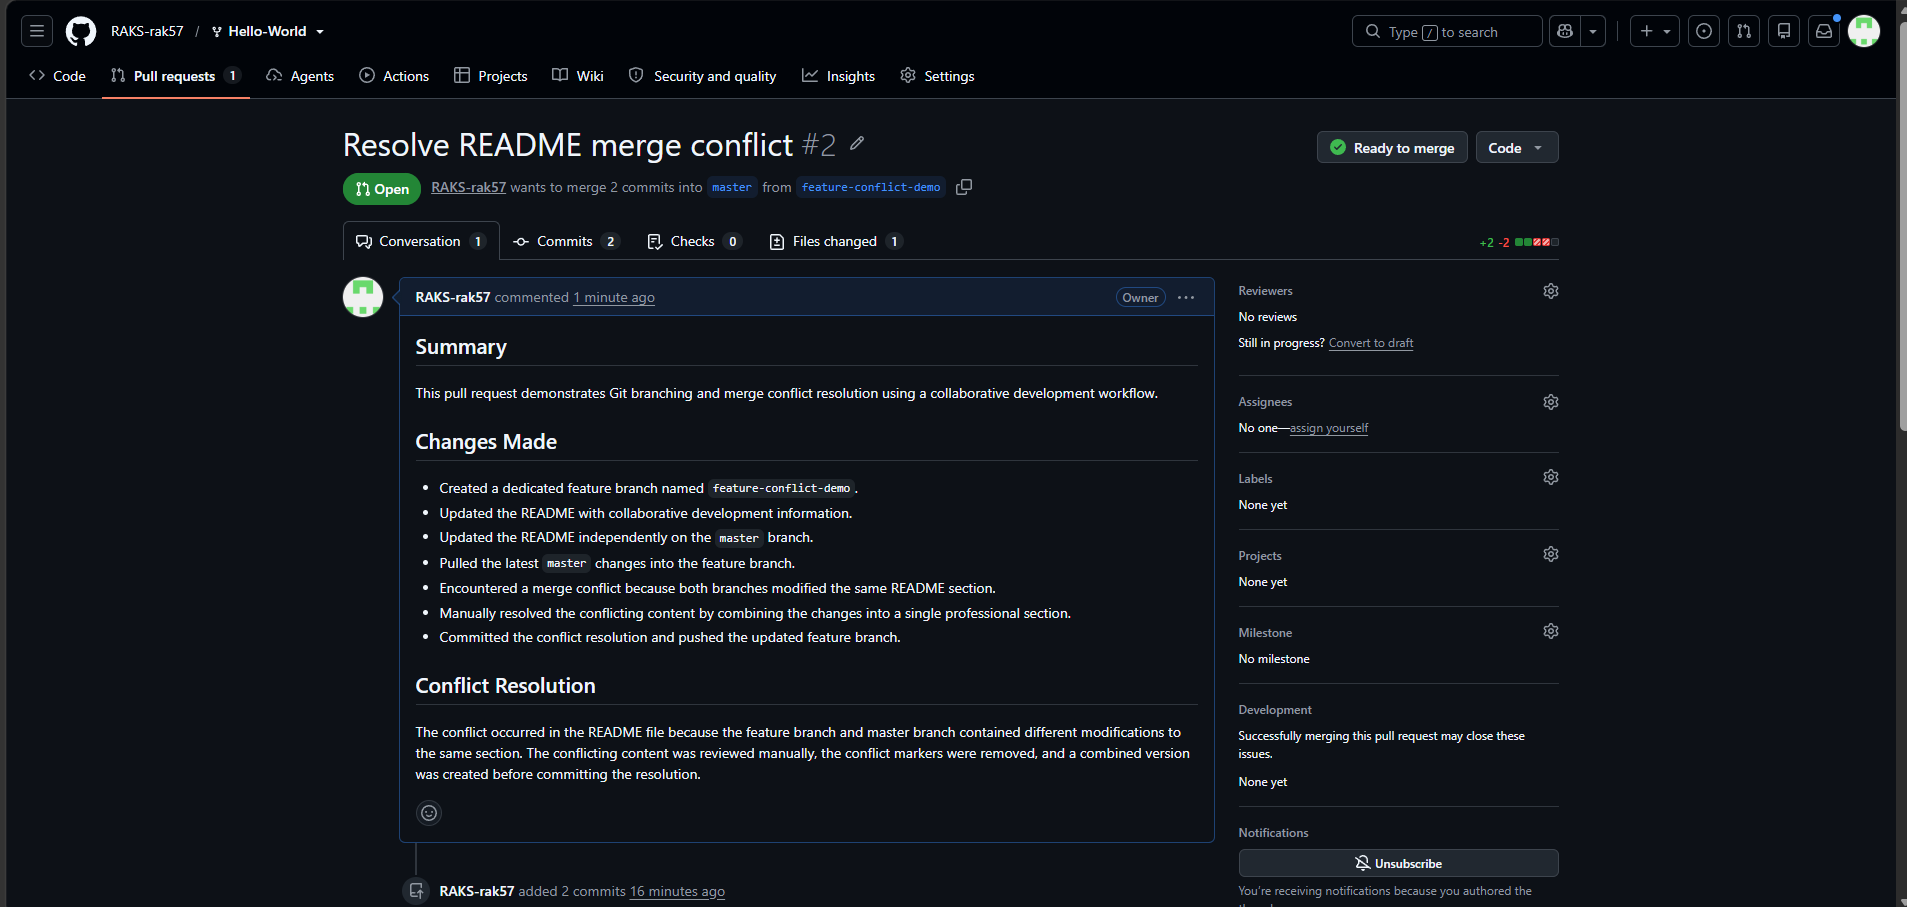 RAKS-rak57 / Hello-World
Type / to search
Code
Pull requests 1
Agents
Actions
Projects
Wiki
Security and quality
Insights
Settings
Resolve README merge conflict #2
Ready to merge
Code
Open
RAKS-rak57 wants to merge 2 commits into master from feature-conflict-demo
Conversation 1
Commits 2
Checks 0
Files changed 1
+2 -2
RAKS-rak57 commented 1 minute ago
Owner
Summary
This pull request demonstrates Git branching and merge conflict resolution using a collaborative development workflow.
Changes Made
• Created a dedicated feature branch named feature-conflict-demo.
• Updated the README with collaborative development information.
• Updated the README independently on the master branch.
• Pulled the latest master changes into the feature branch.
• Encountered a merge conflict because both branches modified the same README section.
• Manually resolved the conflicting content by combining the changes into a single professional section.
• Committed the conflict resolution and pushed the updated feature branch.
Conflict Resolution
The conflict occurred in the README file because the feature branch and master branch contained different modifications to
the same section. The conflicting content was reviewed manually, the conflict markers were removed, and a combined version
was created before committing the resolution.
RAKS-rak57 added 2 commits 16 minutes ago
Reviewers
No reviews
Still in progress? Convert to draft
Assignees
No one—assign yourself
Labels
None yet
Projects
None yet
Milestone
No milestone
Development
Successfully merging this pull request may close these
issues.
None yet
Notifications
Unsubscribe
You're receiving notifications because you authored the